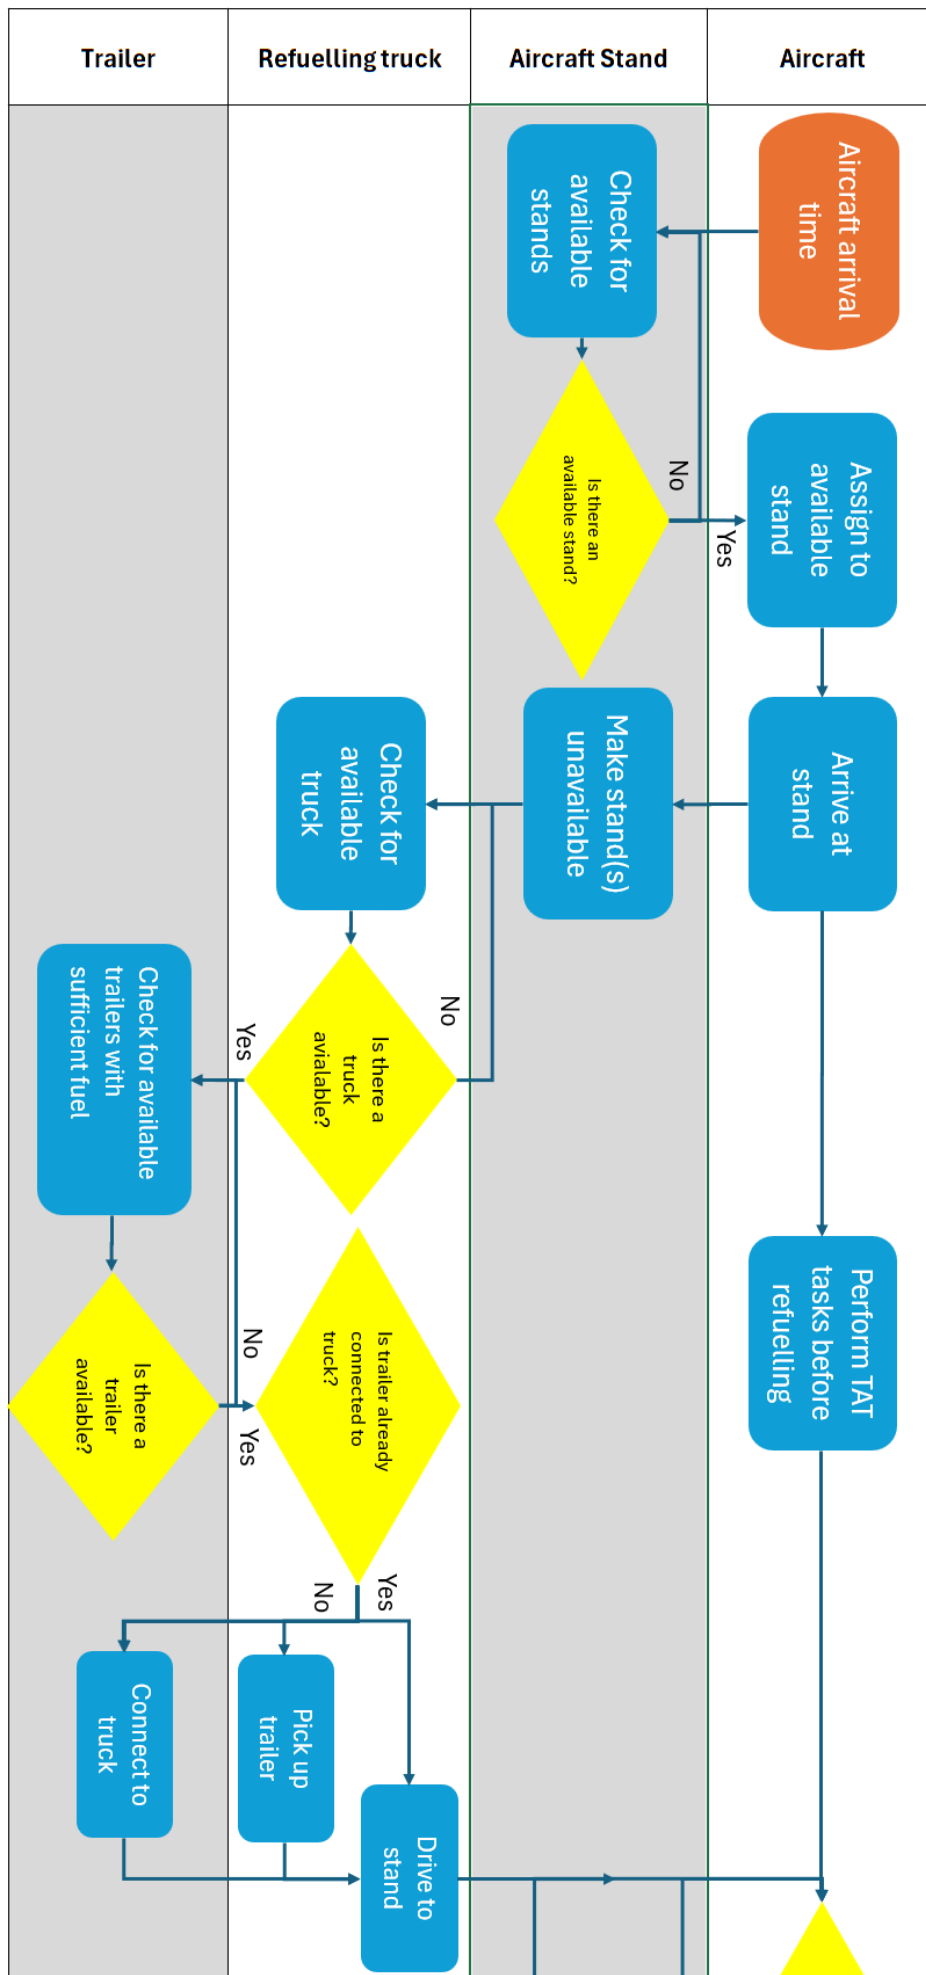 Trailer
Refuelling truck
Aircraft Stand
Aircraft
Aircraft arrival
time
Check for
available
stands
Is there an
available stand?
No
Yes
Assign to
available
stand
Arrive at
stand
Make stand(s)
unavailable
Check for
available
truck
Is there a
truck
avialable?
No
Yes
Check for available
trailers with
sufficient fuel
Is there a
trailer
available?
No
Yes
Is trailer already
connected to
truck?
Perform TAT
tasks before
refuelling
Yes
No
Connect to
truck
Pick up
trailer
Drive to
stand